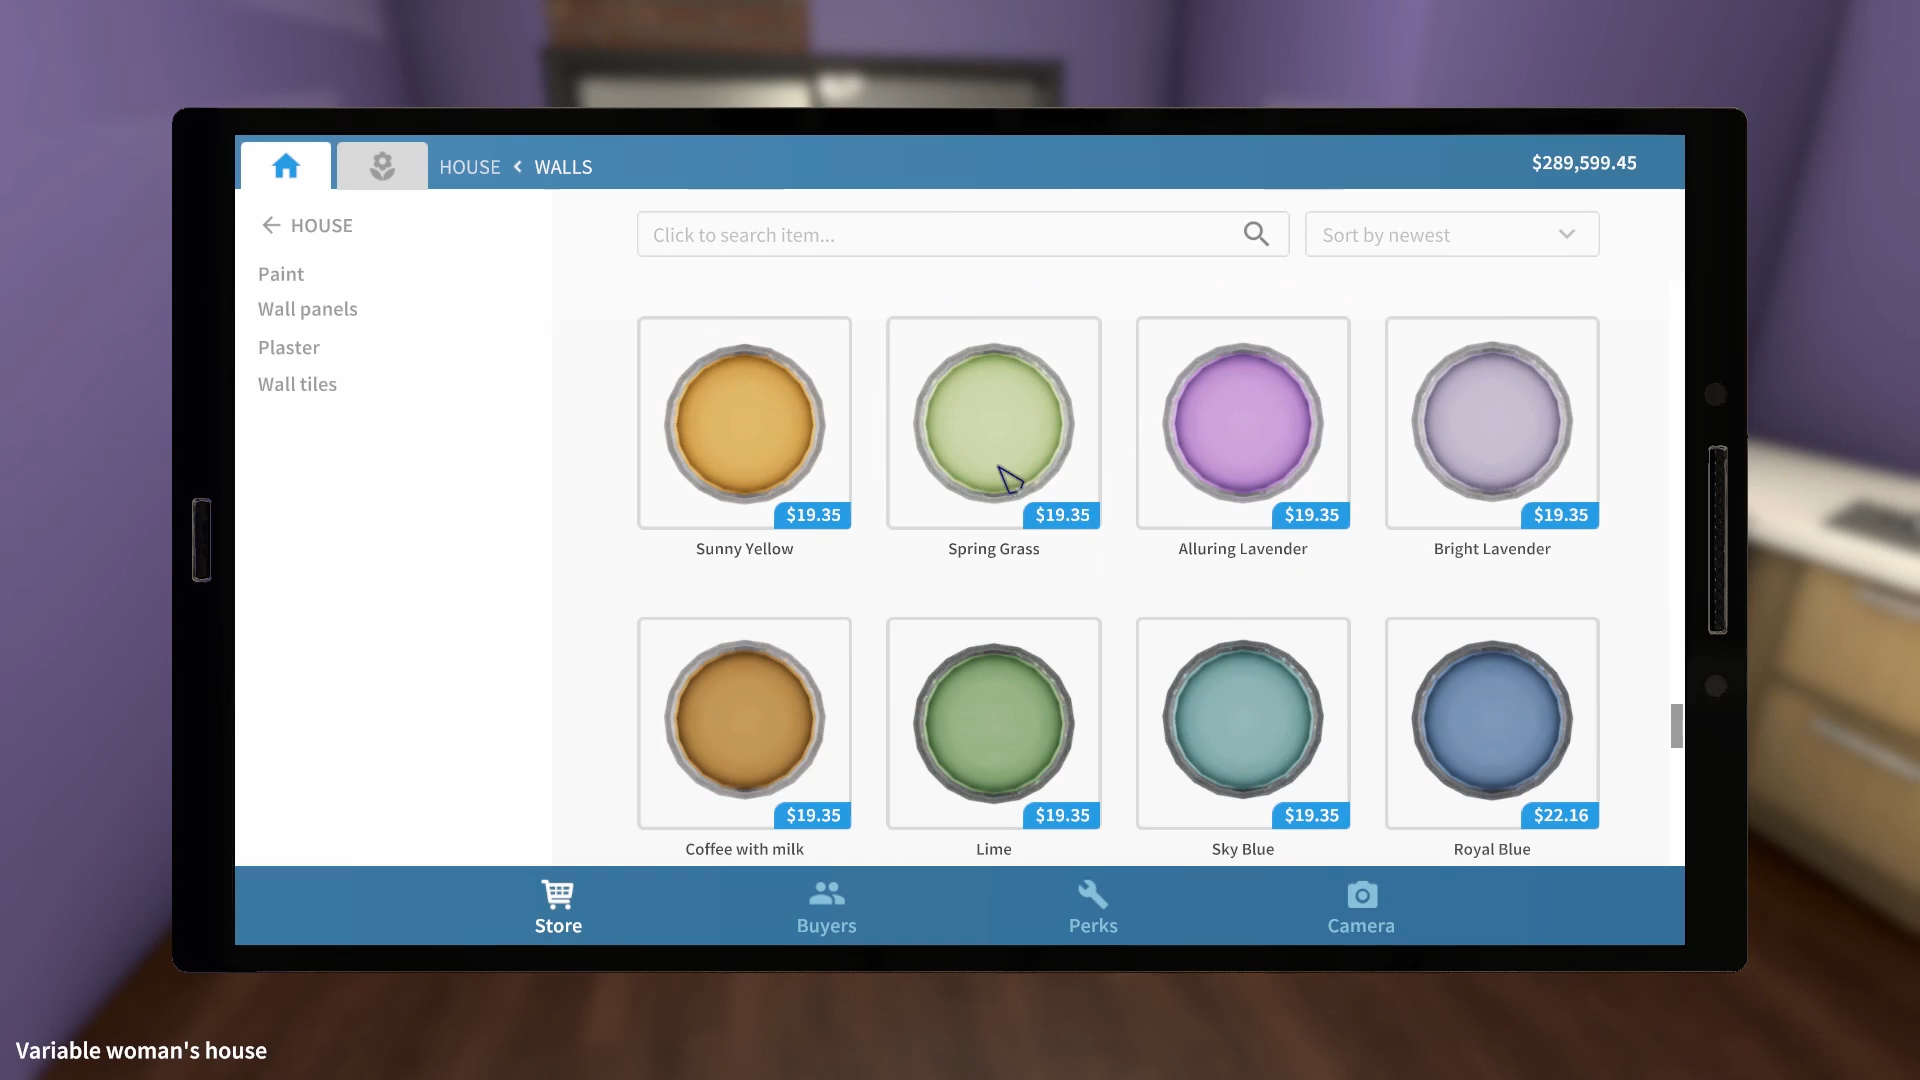 HOUSE < WALLS
$289,599.45
HOUSE
Click to search item...
Sort by newest
Paint
Wall panels
Plaster
Wall tiles
$19.35
$19.35
$19.35
$19.35
Sunny Yellow
Spring Grass
Alluring Lavender
Bright Lavender
$19.35
$19.35
$19.35
$22.16
Coffee with milk
Lime
Sky Blue
Royal Blue
Store
Buyers
Perks
Camera
Variable woman's house